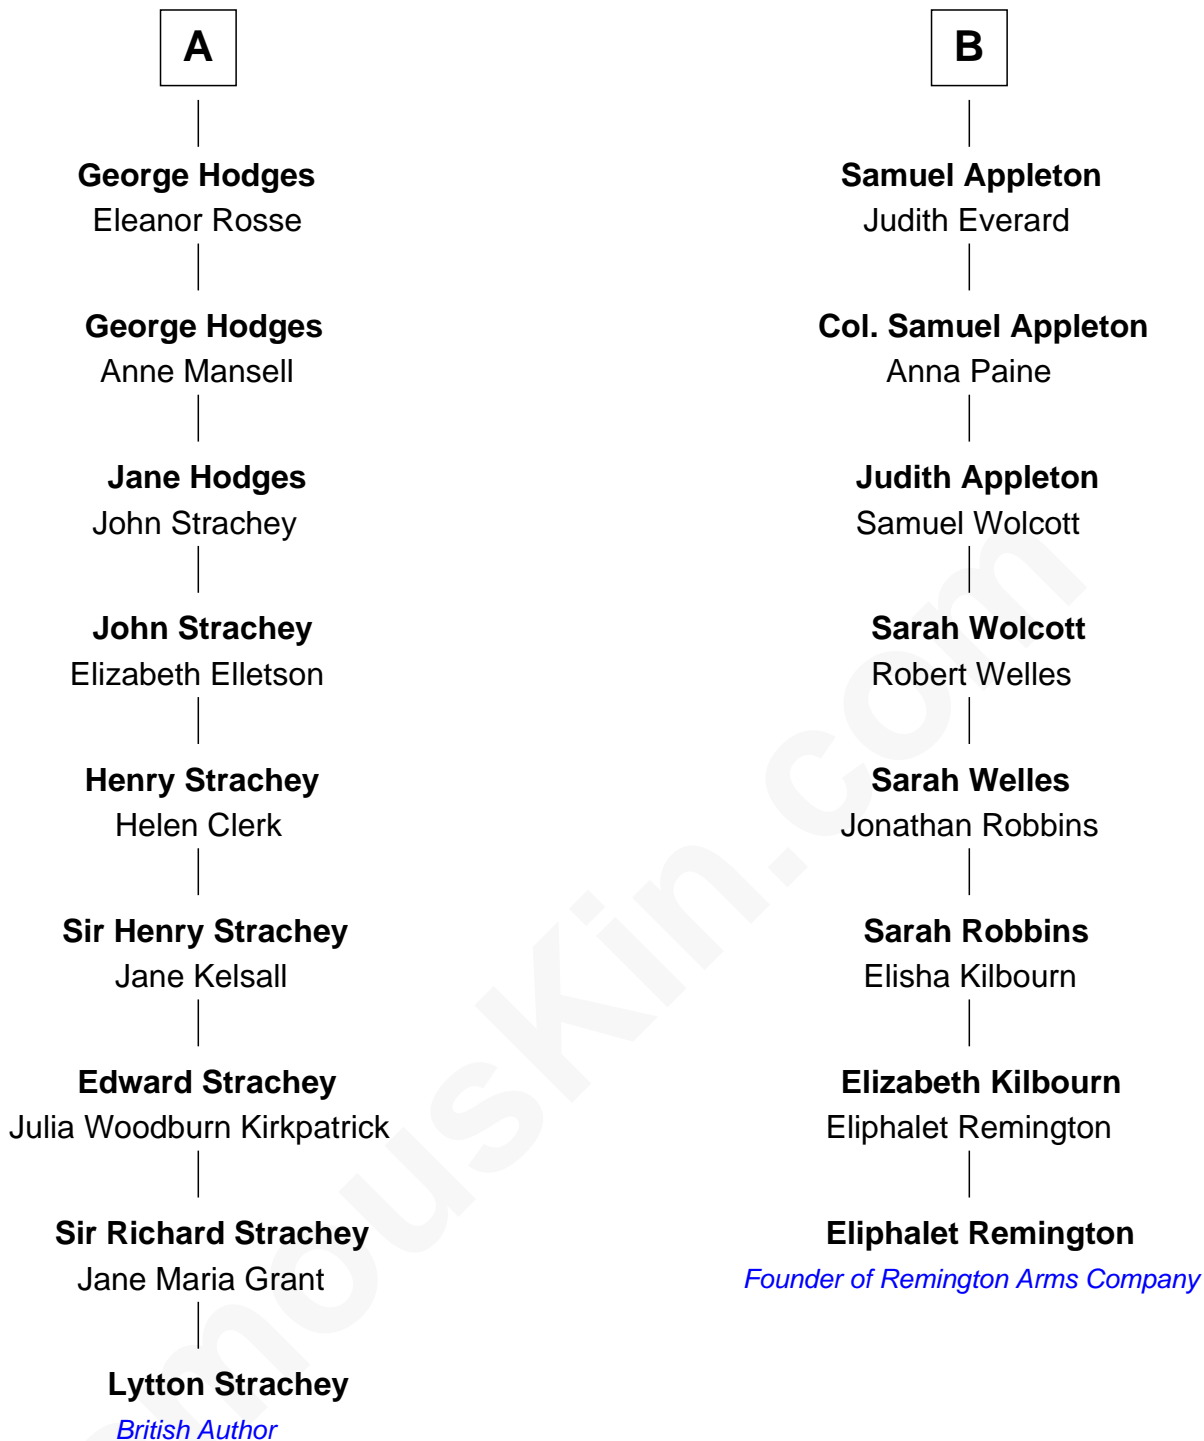 A
George Hodges
Eleanor Rosse
George Hodges
Anne Mansell
Jane Hodges
John Strachey
John Strachey
Elizabeth Elletson
Henry Strachey
Helen Clerk
Sir Henry Strachey
Jane Kelsall
Edward Strachey
Julia Woodburn Kirkpatrick
Sir Richard Strachey
Jane Maria Grant
Lytton Strachey
British Author
B
Samuel Appleton
Judith Everard
Col. Samuel Appleton
Anna Paine
Judith Appleton
Samuel Wolcott
Sarah Wolcott
Robert Welles
Sarah Welles
Jonathan Robbins
Sarah Robbins
Elisha Kilbourn
Elizabeth Kilbourn
Eliphalet Remington
Eliphalet Remington
Founder of Remington Arms Company
mouskin.com